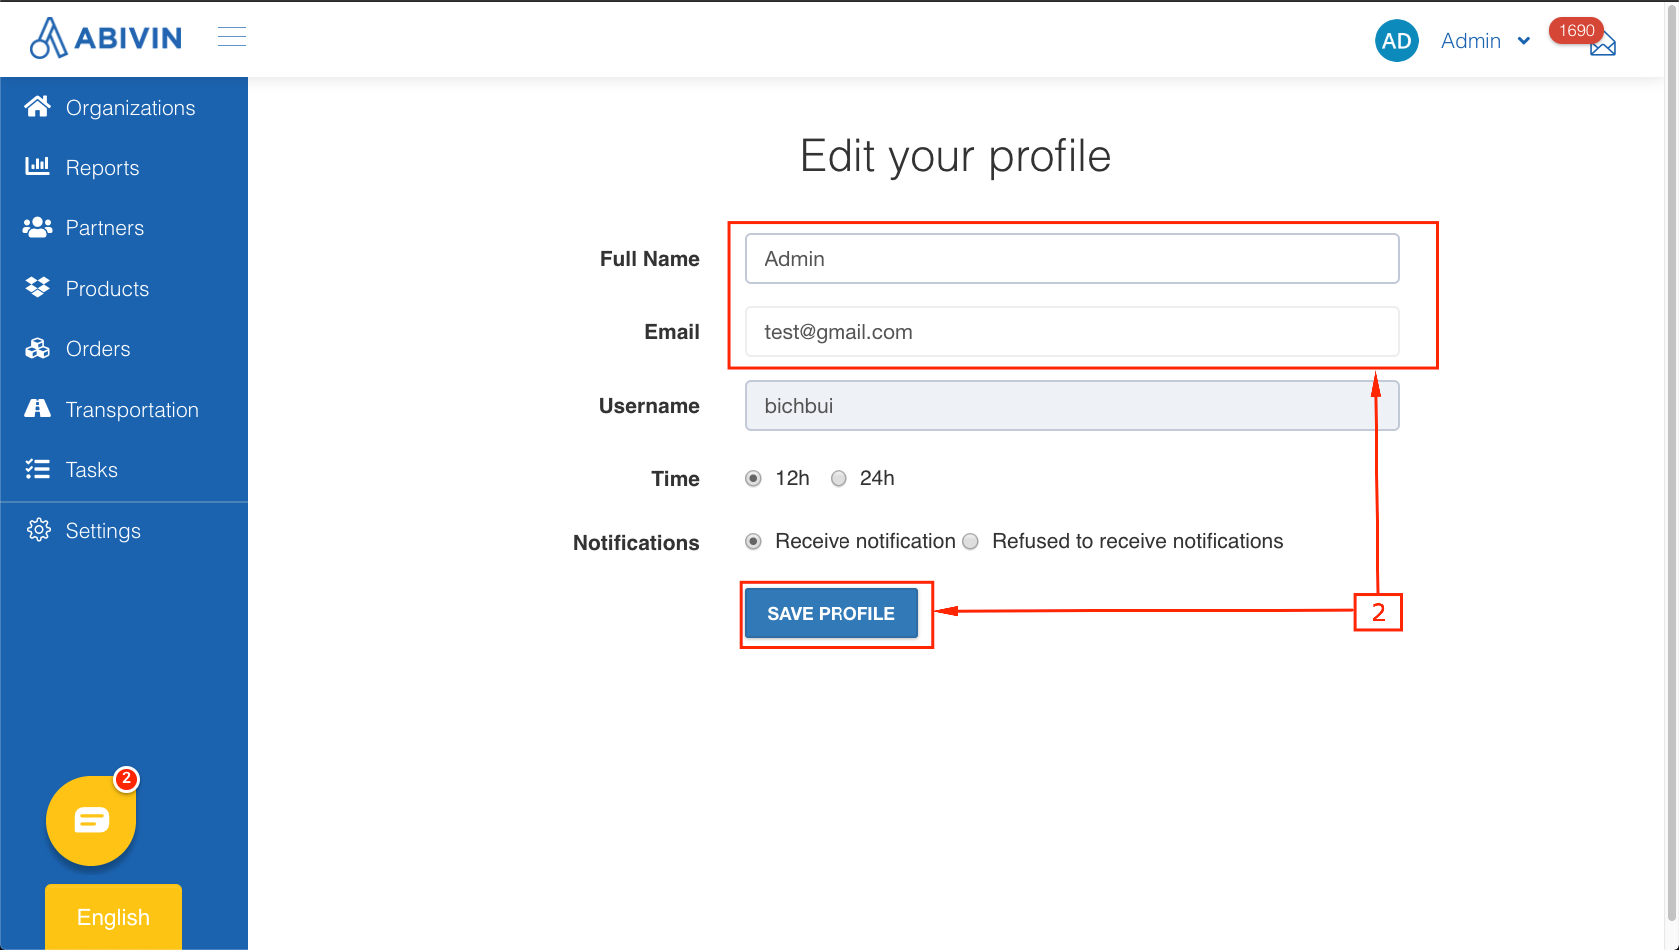 ABIVIN
AD Admin 1690
Organizations
Reports
Partners
Products
Orders
Transportation
Tasks
Settings
2
English
Edit your profile
Full Name Admin
Email test@gmail.com
Username bichbui
Time 12h 24h
Notifications Receive notification Refused to receive notifications
SAVE PROFILE 2